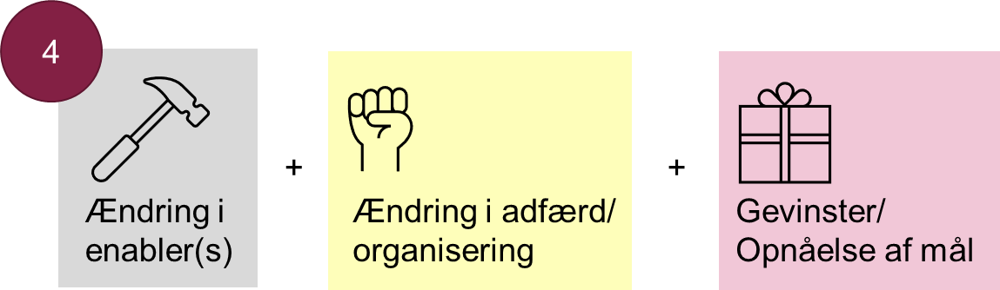 4
Ændring i
enabler(s)
+
Ændring i adfærd/
organisering
+
Gevinster/
Opnåelse af mål